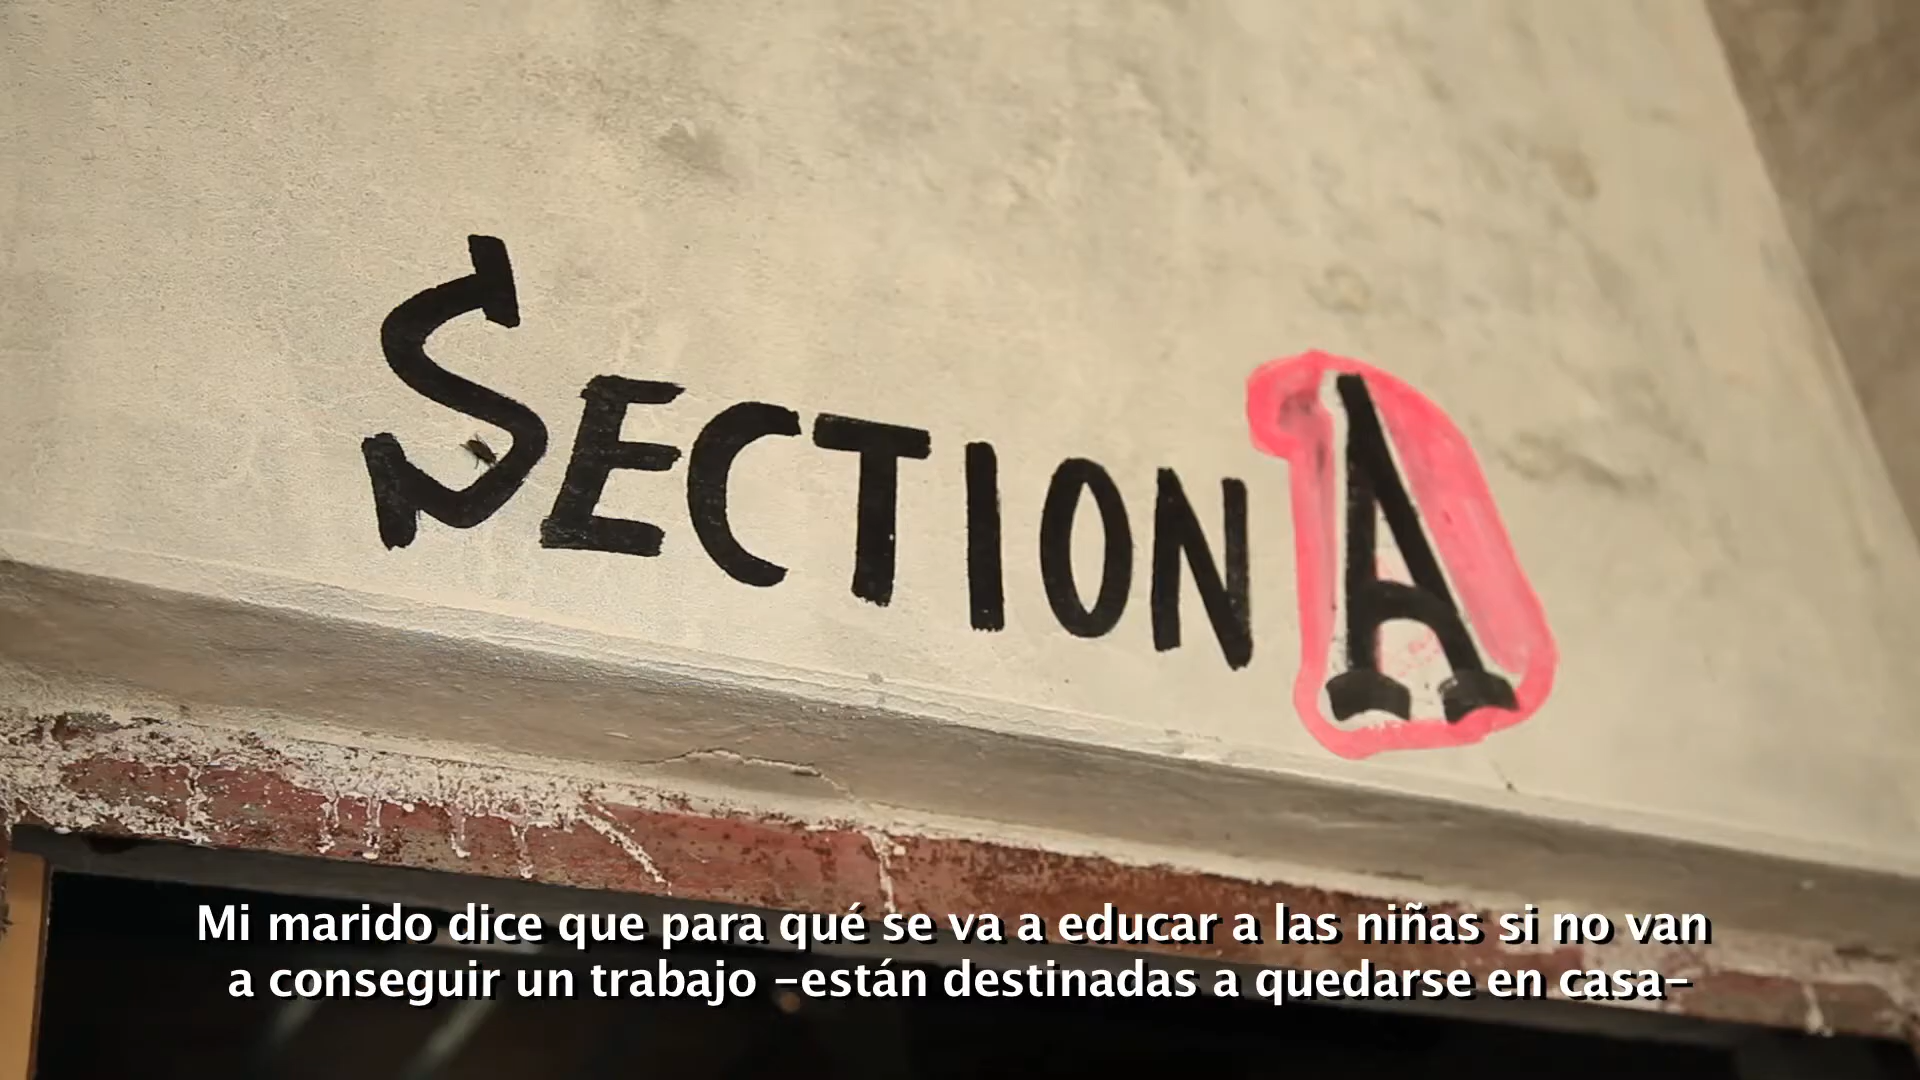 SECTION A
Mi marido dice que para qué se va a educar a las niñas si no van
a conseguir un trabajo -están destinadas a quedarse en casa-